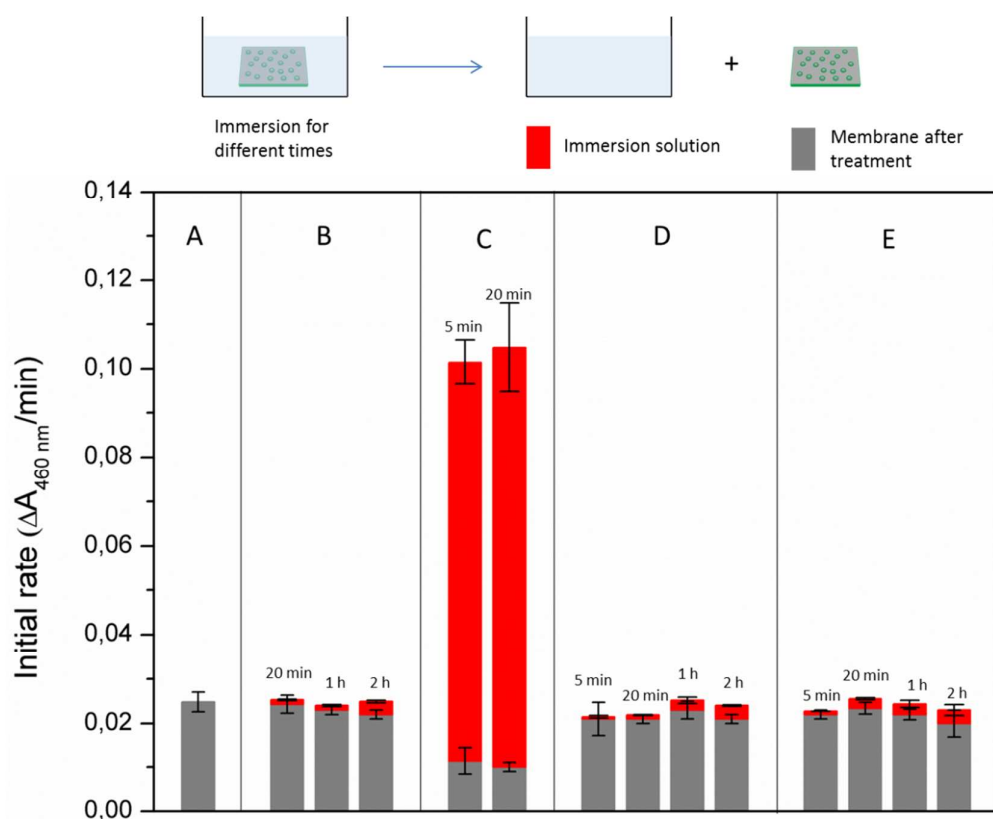 +
Immersion for
different times
Immersion solution
Membrane after
treatment
0,14
0,12
0,10
0,08
0,06
0,04
0,02
0,00
Initial rate (ΔA460 nm/min)
A
B
C
D
E
20 min
1 h
2 h
5 min
20 min
5 min
20 min
1 h
2 h
5 min
20 min
1 h
2 h